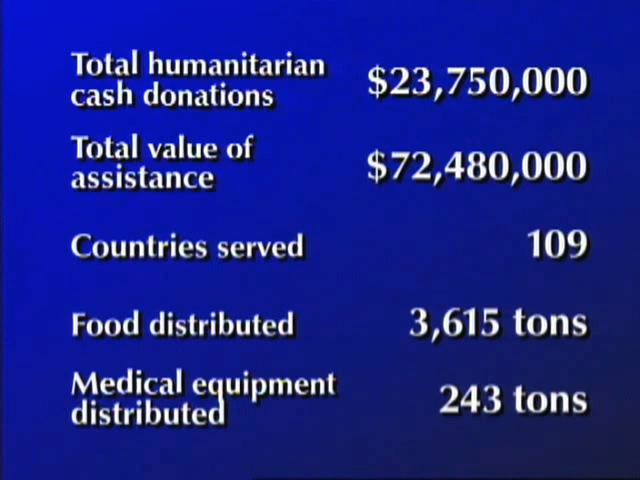 Total humanitarian
cash donations $23,750,000
Total value of
assistance $72,480,000
Countries served 109
Food distributed 3,615 tons
Medical equipment
distributed 243 tons